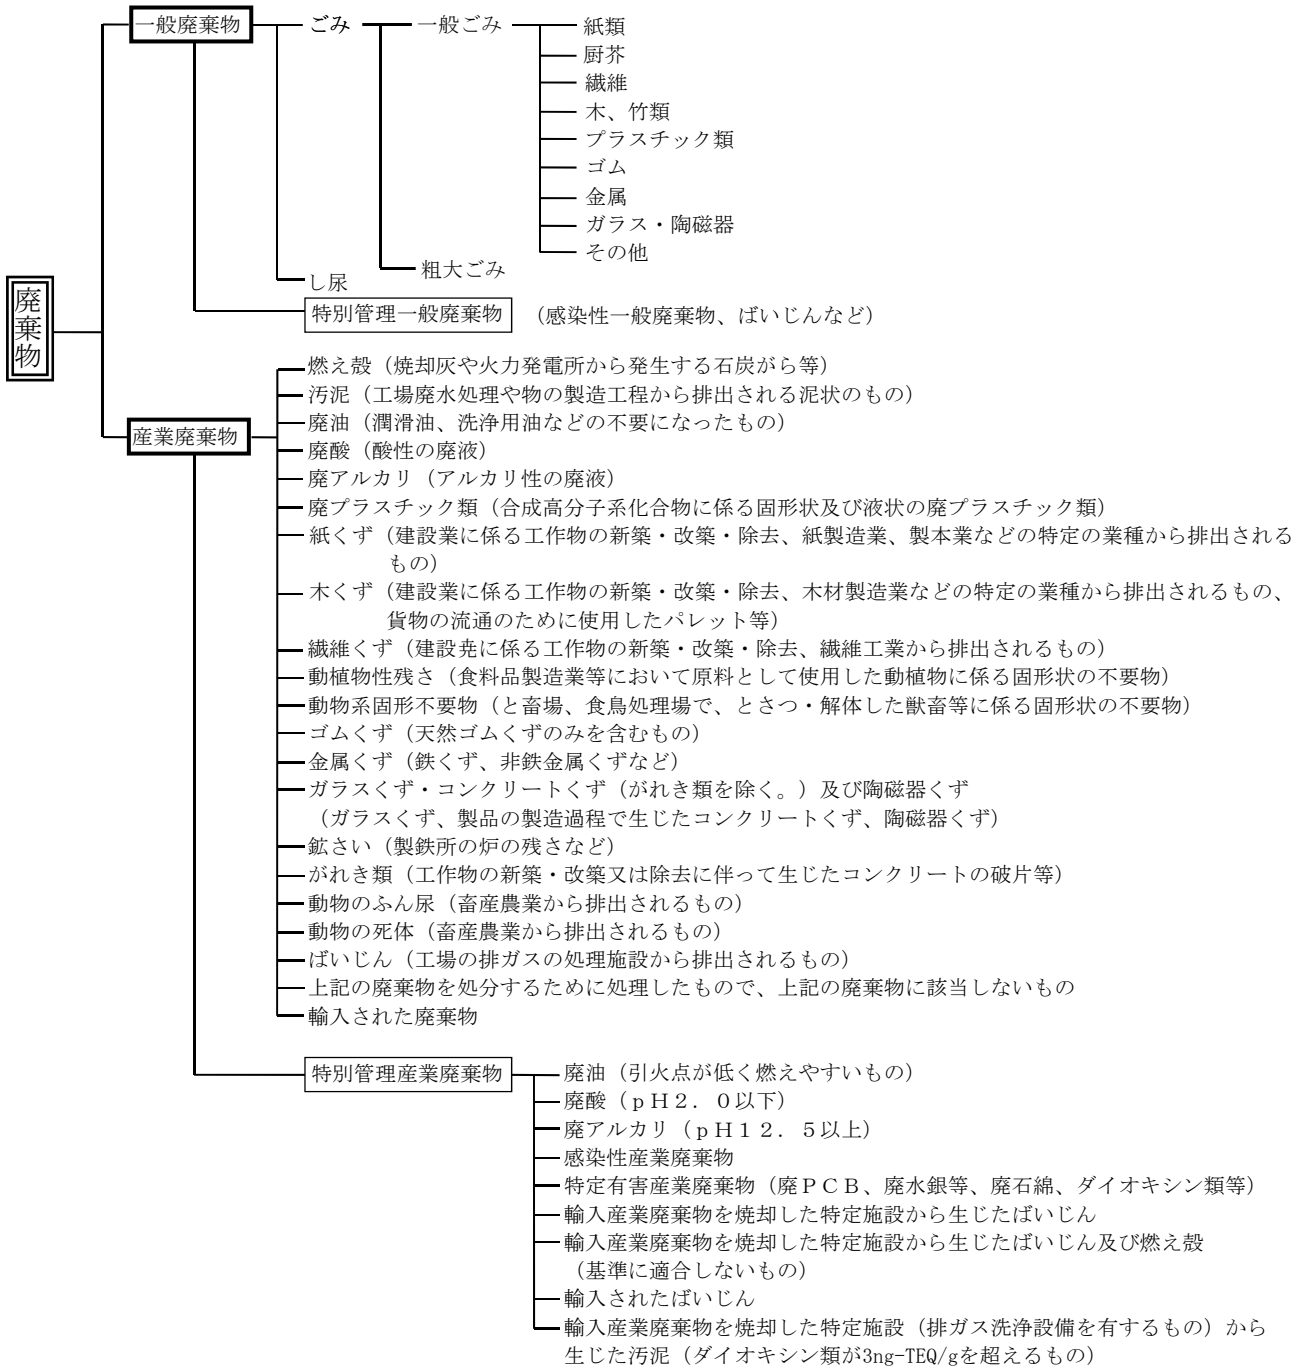 廃棄物
一般廃棄物
ごみ
一般ごみ
紙類
厨芥
繊維
木、竹類
プラスチック類
ゴム
金属
ガラス・陶磁器
その他
粗大ごみ
し尿
特別管理一般廃棄物
（感染性一般廃棄物、ばいじんなど）
産業廃棄物
燃え殻（焼却灰や火力発電所から発生する石炭がら等）
汚泥（工場廃水処理や物の製造工程から排出される泥状のもの）
廃油（潤滑油、洗浄用油などの不要になったもの）
廃酸（酸性の廃液）
廃アルカリ（アルカリ性の廃液）
廃プラスチック類（合成高分子系化合物に係る固形状及び液状の廃プラスチック類）
紙くず（建設業に係る工作物の新築・改築・除去、紙製造業、製本業などの特定の業種から排出される
もの）
木くず（建設業に係る工作物の新築・改築・除去、木材製造業などの特定の業種から排出されるもの、
貨物の流通のために使用したパレット等）
繊維くず（建設尭に係る工作物の新築・改築・除去、繊維工業から排出されるもの）
動植物性残さ（食料品製造業等において原料として使用した動植物に係る固形状の不要物）
動物系固形不要物（と畜場、食鳥処理場で、とさつ・解体した獣畜等に係る固形状の不要物）
ゴムくず（天然ゴムくずのみを含むもの）
金属くず（鉄くず、非鉄金属くずなど）
ガラスくず・コンクリートくず（がれき類を除く。）及び陶磁器くず
（ガラスくず、製品の製造過程で生じたコンクリートくず、陶磁器くず）
鉱さい（製鉄所の炉の残さなど）
がれき類（工作物の新築・改築又は除去に伴って生じたコンクリートの破片等）
動物のふん尿（畜産農業から排出されるもの）
動物の死体（畜産農業から排出されるもの）
ばいじん（工場の排ガスの処理施設から排出されるもの）
上記の廃棄物を処分するために処理したもので、上記の廃棄物に該当しないもの
輸入された廃棄物
特別管理産業廃棄物
廃油（引火点が低く燃えやすいもの）
廃酸（ｐＨ２．０以下）
廃アルカリ（ｐＨ１２．５以上）
感染性産業廃棄物
特定有害産業廃棄物（廃ＰＣＢ、廃水銀等、廃石綿、ダイオキシン類等）
輸入産業廃棄物を焼却した特定施設から生じたばいじん
輸入産業廃棄物を焼却した特定施設から生じたばいじん及び燃え殻
（基準に適合しないもの）
輸入されたばいじん
輸入産業廃棄物を焼却した特定施設（排ガス洗浄設備を有するもの）から
生じた汚泥（ダイオキシン類が3ng-TEQ/gを超えるもの）